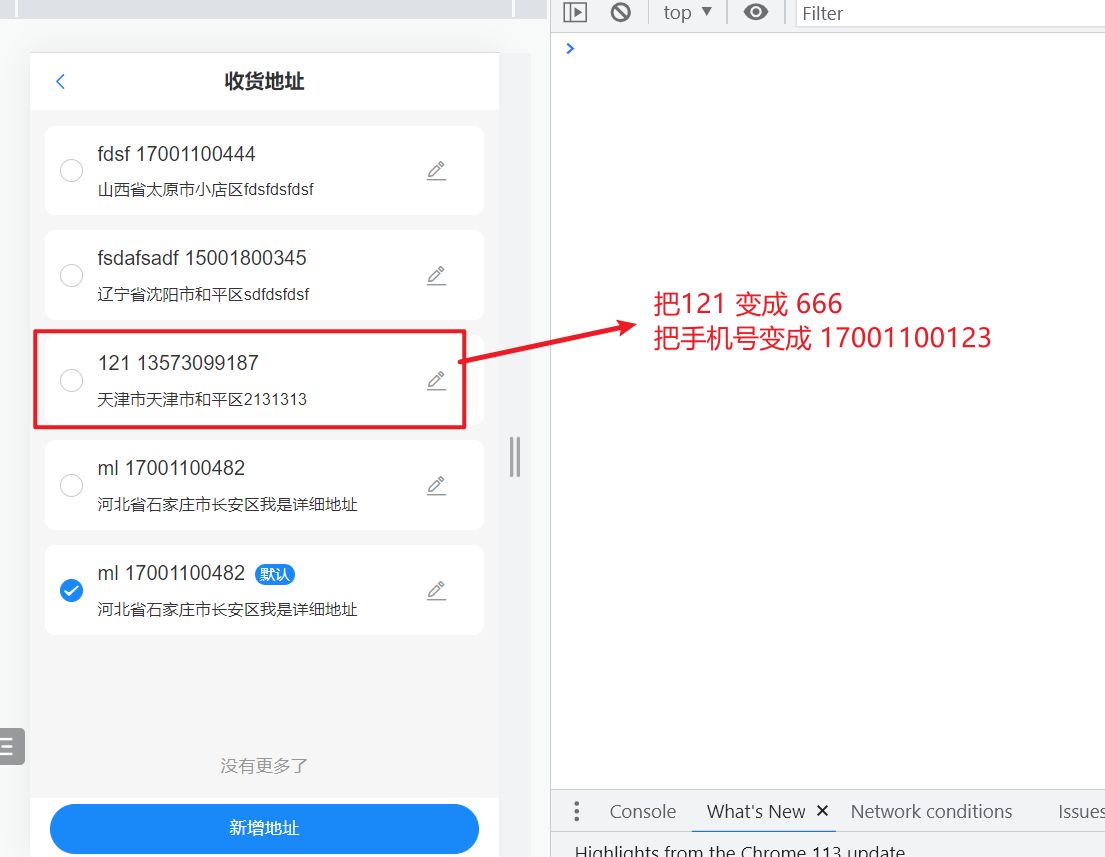 收货地址
fdsf 17001100444
山西省太原市小店区fdsfdsfdsf
fsdafsadf 15001800345
辽宁省沈阳市和平区sdfdsfdsf
121 13573099187
天津市天津市和平区2131313
ml 17001100482
河北省石家庄市长安区我是详细地址
ml 17001100482 默认
河北省石家庄市长安区我是详细地址
没有更多了
新增地址
top
Filter
把121 变成 666
把手机号变成 17001100123
Console
What's New
Network conditions
Issues
Highlights from the Chrome 113 update